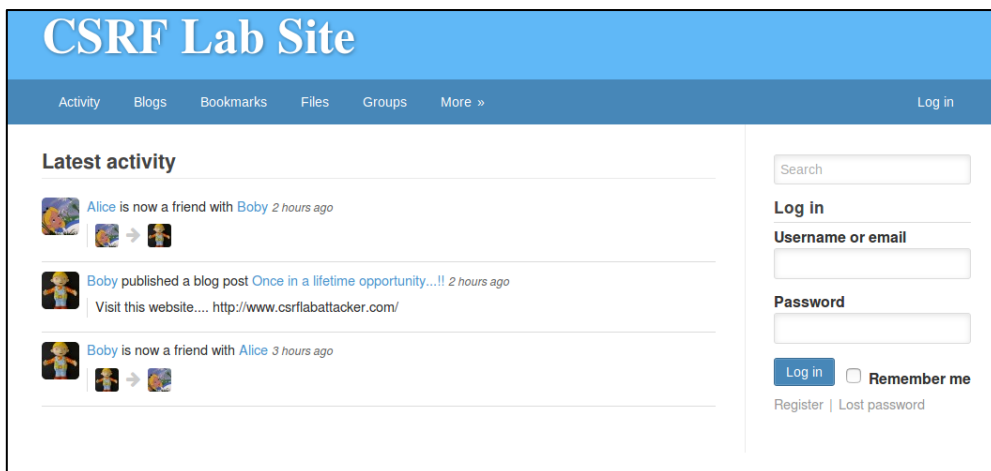 CSRF Lab Site
Activity Blogs Bookmarks Files Groups More » Log in
Latest activity
Alice is now a friend with Boby 2 hours ago
Boby published a blog post Once in a lifetime opportunity...!! 2 hours ago
Visit this website.... http://www.csrflabattacker.com/
Boby is now a friend with Alice 3 hours ago
Search
Log in
Username or email
Password
Log in Remember me
Register | Lost password